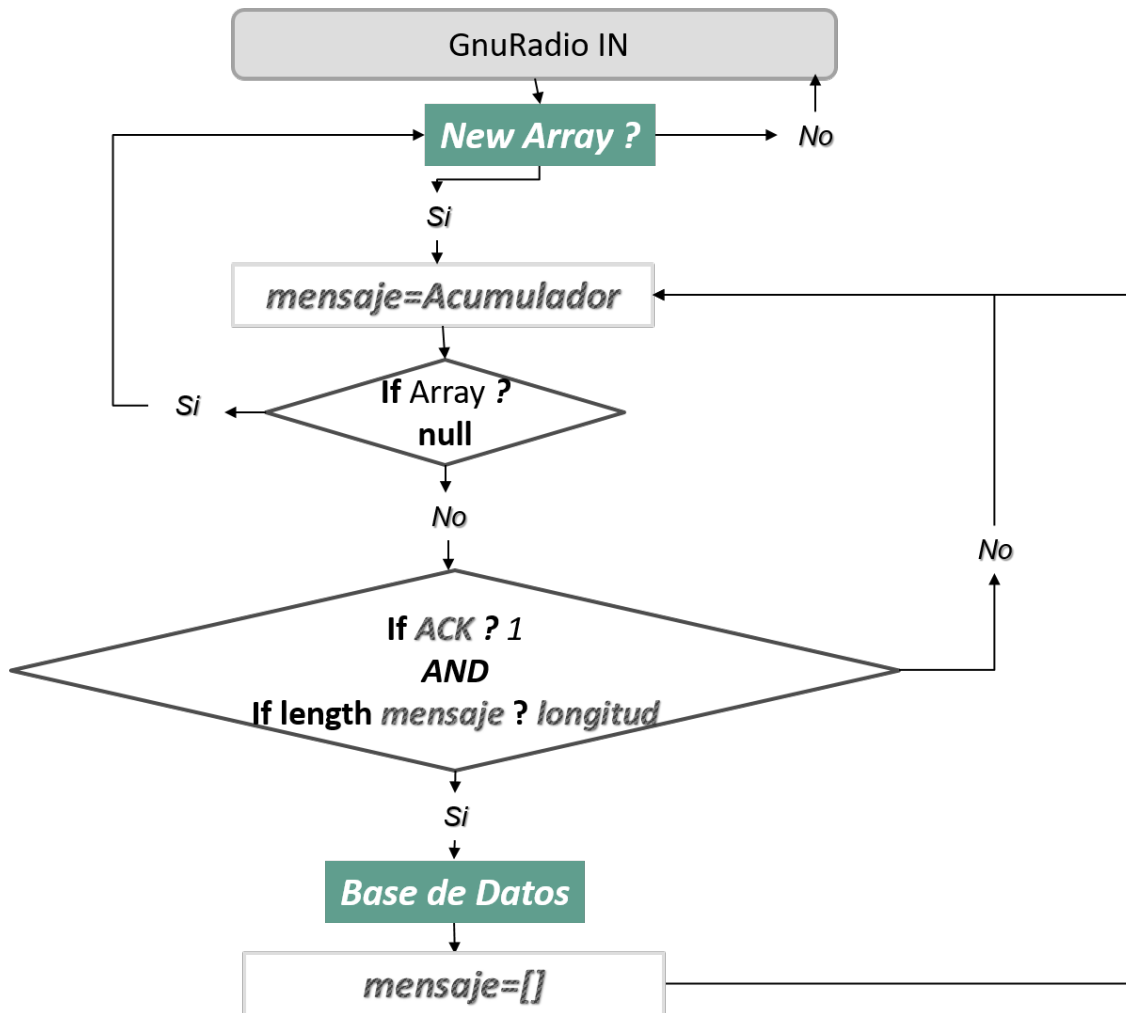 GnuRadio IN
New Array ?
No
Si
mensaje=Acumulador
If Array ?
null
Si
No
No
If ACK ? 1
AND
If length mensaje ? longitud
Si
Base de Datos
mensaje=[]